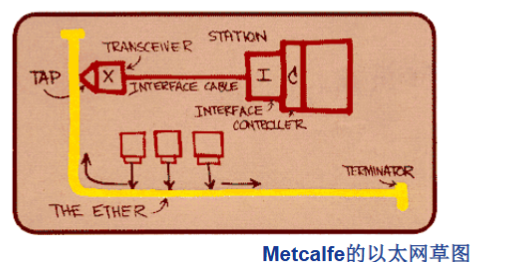 STATION
TRANSCEIVER
TAP
X
I
C
INTERFACE CABLE
INTERFACE
CONTROLLER
TERMINATOR
THE ETHER
Metcalfe的以太网草图